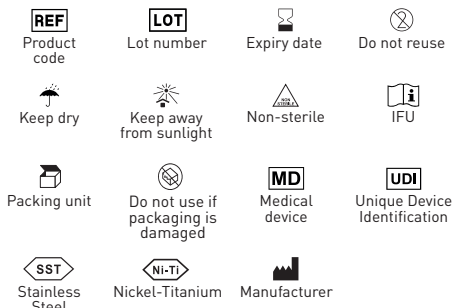 REF
Product
code
LOT
Lot number
Expiry date
2
Do not reuse
Keep dry
Keep away
from sunlight
NON
STERILE
Non-sterile
i
IFU
Packing unit
Do not use if
packaging is
damaged
MD
Medical
device
UDI
Unique Device
Identification
SST
Stainless
Steel
Ni-Ti
Nickel-Titanium
Manufacturer